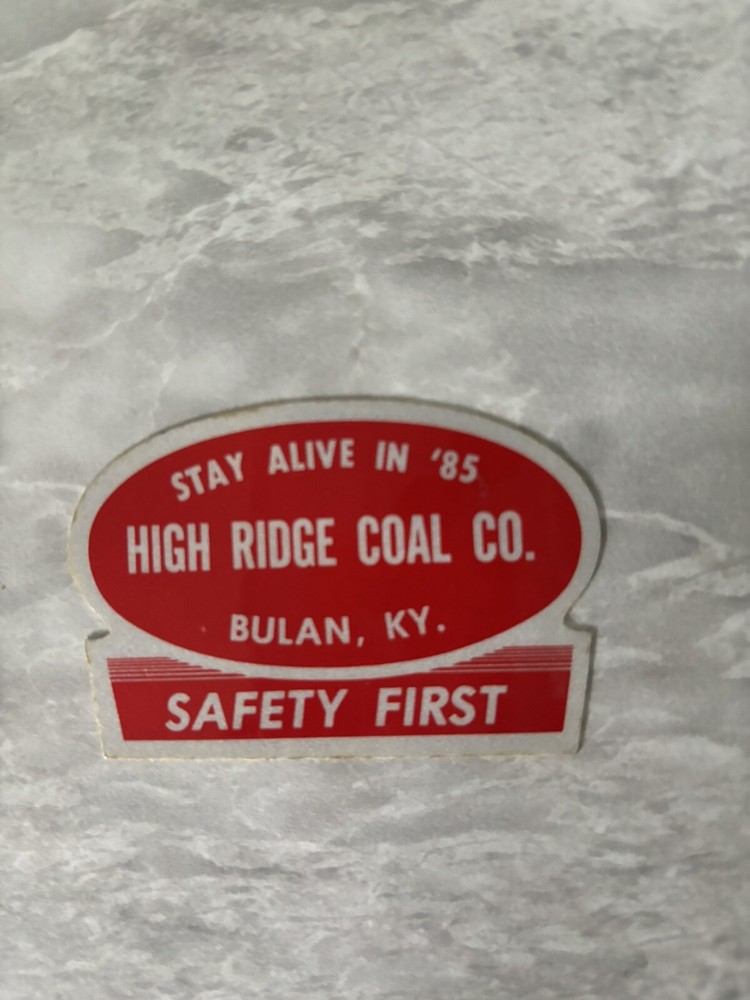 STAY ALIVE IN '85
HIGH RIDGE COAL CO.
BULAN, KY.
SAFETY FIRST